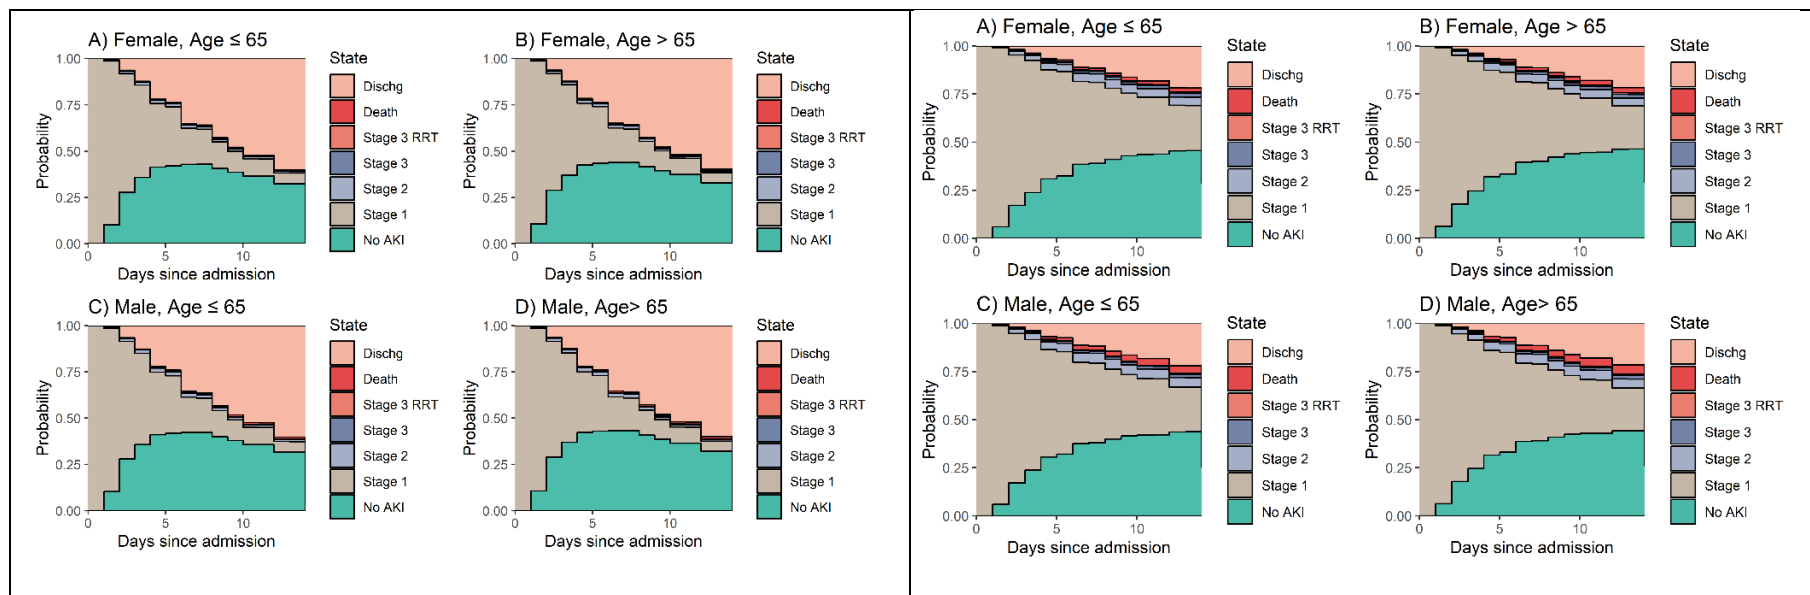 A) Female, Age ≤ 65
Probability
1.00
0.75
0.50
0.25
0.00
0
5
10
Days since admission
State
Dischg
Death
Stage 3 RRT
Stage 3
Stage 2
Stage 1
No AKI
B) Female, Age > 65
Probability
1.00
0.75
0.50
0.25
0.00
0
5
10
Days since admission
State
Dischg
Death
Stage 3 RRT
Stage 3
Stage 2
Stage 1
No AKI
C) Male, Age ≤ 65
Probability
1.00
0.75
0.50
0.25
0.00
0
5
10
Days since admission
State
Dischg
Death
Stage 3 RRT
Stage 3
Stage 2
Stage 1
No AKI
D) Male, Age> 65
Probability
1.00
0.75
0.50
0.25
0.00
0
5
10
Days since admission
State
Dischg
Death
Stage 3 RRT
Stage 3
Stage 2
Stage 1
No AKI
A) Female, Age ≤ 65
Probability
1.00
0.75
0.50
0.25
0.00
0
5
10
Days since admission
State
Dischg
Death
Stage 3 RRT
Stage 3
Stage 2
Stage 1
No AKI
B) Female, Age > 65
Probability
1.00
0.75
0.50
0.25
0.00
0
5
10
Days since admission
State
Dischg
Death
Stage 3 RRT
Stage 3
Stage 2
Stage 1
No AKI
C) Male, Age ≤ 65
Probability
1.00
0.75
0.50
0.25
0.00
0
5
10
Days since admission
State
Dischg
Death
Stage 3 RRT
Stage 3
Stage 2
Stage 1
No AKI
D) Male, Age> 65
Probability
1.00
0.75
0.50
0.25
0.00
0
5
10
Days since admission
State
Dischg
Death
Stage 3 RRT
Stage 3
Stage 2
Stage 1
No AKI